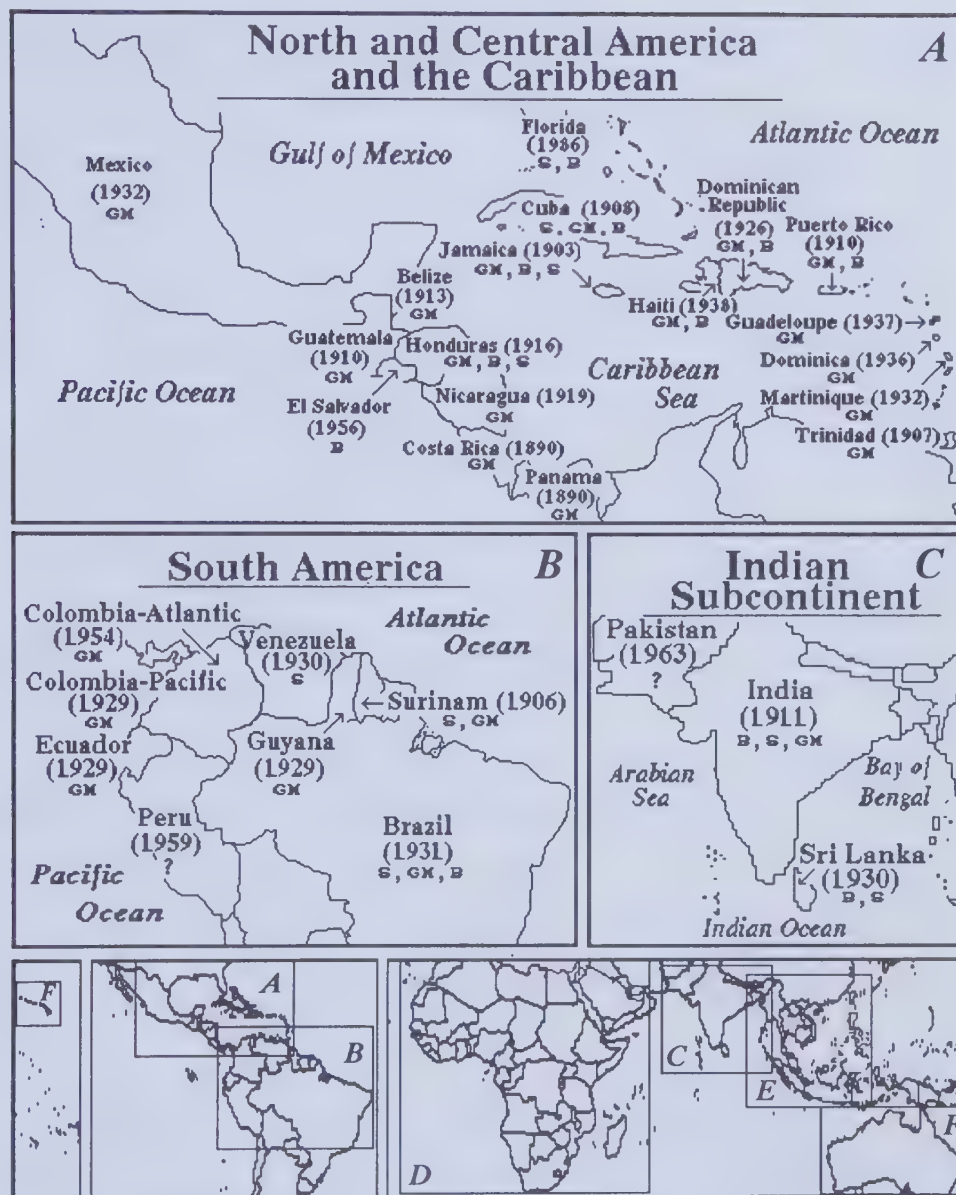 North and Central America
and the Caribbean
A
Gulf of Mexico
Atlantic Ocean
Florida
(1986)
S, B
Mexico
(1932)
GM
Cuba (1908)
S, GM, B
Dominican
Republic
(1926)
GM, B
Puerto Rico
(1910)
GM, B
Jamaica (1903)
GM, B, S
Belize
(1913)
GM
Haiti (1938)
GM, B
Guadeloupe (1937)
GM
Guatemala
(1910)
GM
Honduras (1916)
GM, B, S
Caribbean
Sea
Dominica (1936)
GM
Pacific Ocean
El Salvador
(1956)
B
Nicaragua (1919)
GM
Martinique (1932)
GM
Costa Rica (1890)
GM
Trinidad (1907)
GM
Panama
(1890)
GM
South America
B
Colombia-Atlantic
(1954)
GM
Venezuela
(1930)
S
Atlantic
Ocean
Colombia-Pacific
(1929)
GM
Surinam (1906)
S, GM
Ecuador
(1929)
GM
Guyana
(1929)
GM
Peru
(1959)
?
Brazil
(1931)
S, GM, B
Pacific
Ocean
Indian
Subcontinent
C
Pakistan
(1963)
?
India
(1911)
B, S, GM
Arabian
Sea
Bay of
Bengal
Sri Lanka
(1930)
B, S
Indian Ocean
F
A
B
C
D
E
F